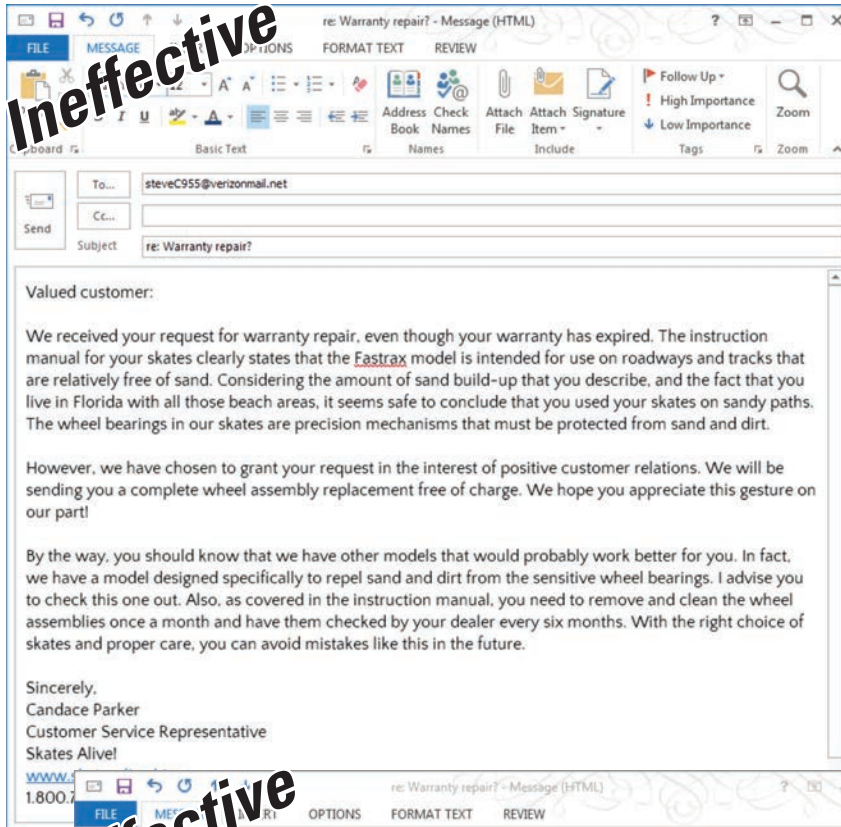 re: Warranty repair? - Message (HTML)
Ineffective
FILE MESSAGE OPTIONS FORMAT TEXT REVIEW
12
Address Book
Check Names
Attach File
Attach Item
Signature
Follow Up
High Importance
Low Importance
Zoom
Basic Text Names Include Tags Zoom
To... steveC955@verizonmail.net
Cc...
Send
Subject re: Warranty repair?
Valued customer:
We received your request for warranty repair, even though your warranty has expired. The instruction
manual for your skates clearly states that the Fastrax model is intended for use on roadways and tracks that
are relatively free of sand. Considering the amount of sand build-up that you describe, and the fact that you
live in Florida with all those beach areas, it seems safe to conclude that you used your skates on sandy paths.
The wheel bearings in our skates are precision mechanisms that must be protected from sand and dirt.
However, we have chosen to grant your request in the interest of positive customer relations. We will be
sending you a complete wheel assembly replacement free of charge. We hope you appreciate this gesture on
our part!
By the way, you should know that we have other models that would probably work better for you. In fact,
we have a model designed specifically to repel sand and dirt from the sensitive wheel bearings. I advise you
to check this one out. Also, as covered in the instruction manual, you need to remove and clean the wheel
assemblies once a month and have them checked by your dealer every six months. With the right choice of
skates and proper care, you can avoid mistakes like this in the future.
Sincerely,
Candace Parker
Customer Service Representative
Skates Alive!
www.
1.800.
re: Warranty repair? - Message (HTML)
FILE OPTIONS FORMAT TEXT REVIEW